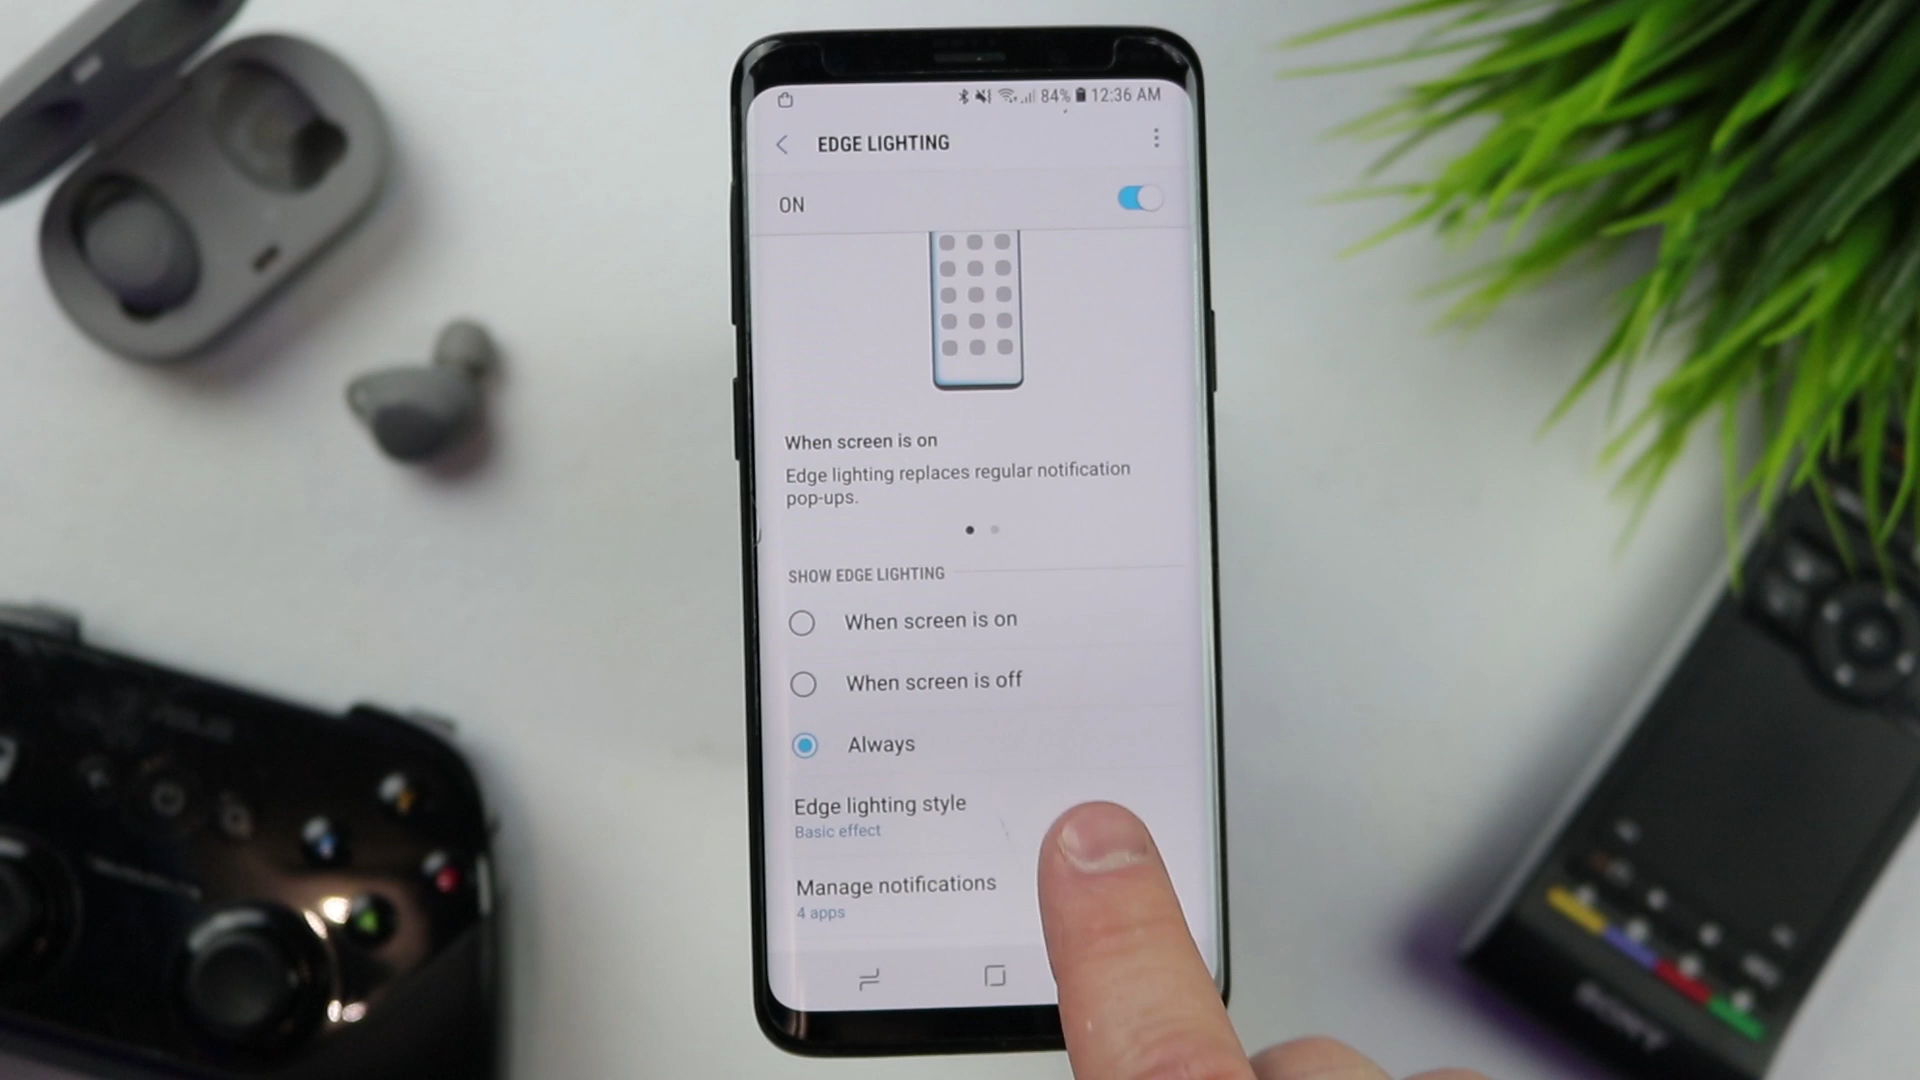 84% 12:36 AM
EDGE LIGHTING
ON
When screen is on
Edge lighting replaces regular notification
pop-ups.
SHOW EDGE LIGHTING
When screen is on
When screen is off
Always
Edge lighting style
Basic effect
Manage notifications
4 apps
SONY